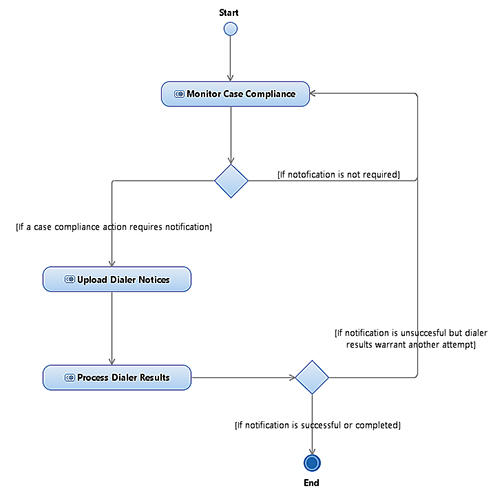 Start
Monitor Case Compliance
[If notofication is not required]
[If a case compliance action requires notification]
Upload Dialer Notices
[If notification is unsuccesful but dialer
results warrant another attempt]
Process Dialer Results
[If notification is successful or completed]
End